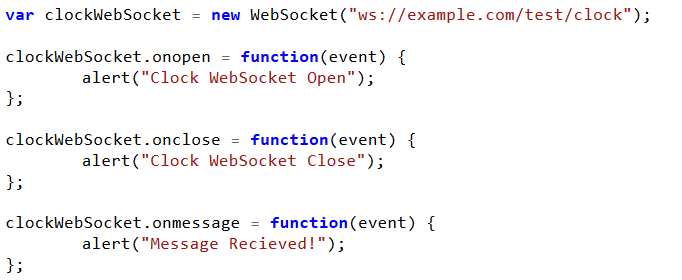 var clockWebSocket = new WebSocket("ws://example.com/test/clock");
clockWebSocket.onopen = function(event) {
        alert("Clock WebSocket Open");
};
clockWebSocket.onclose = function(event) {
        alert("Clock WebSocket Close");
};
clockWebSocket.onmessage = function(event) {
        alert("Message Recieved!");
};